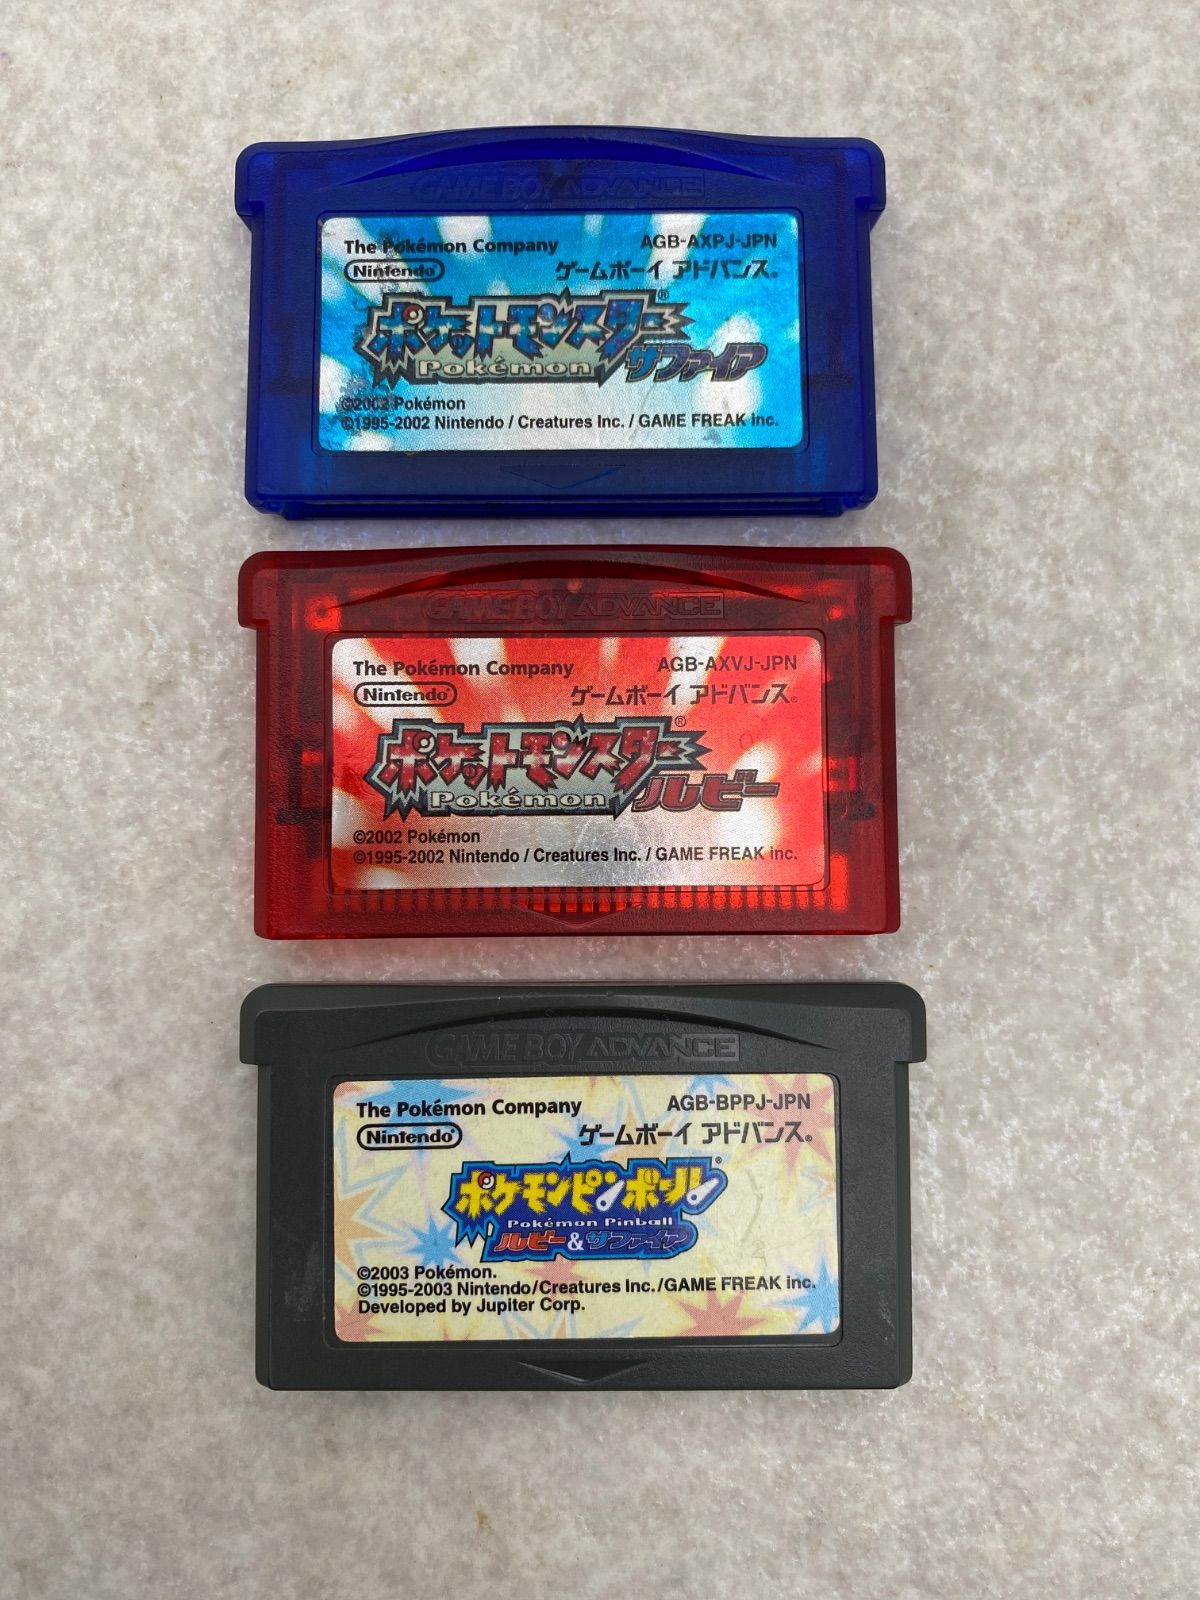 GAME BOY ADVANCE
The Pokémon Company AGB-AXPJ-JPN
Nintendo® ゲームボーイ アドバンス®
ポケットモンスター®
Pokémon サファイア
©2002 Pokémon
©1995-2002 Nintendo / Creatures Inc. / GAME FREAK inc.
GAME BOY ADVANCE
The Pokémon Company AGB-AXVJ-JPN
Nintendo® ゲームボーイ アドバンス®
ポケットモンスター®
Pokémon ルビー
©2002 Pokémon
©1995-2002 Nintendo / Creatures Inc. / GAME FREAK inc.
GAME BOY ADVANCE
The Pokémon Company AGB-BPPJ-JPN
Nintendo® ゲームボーイ アドバンス®
ポケモンピンボール®
Pokémon Pinball
ルビー&サファイア
©2003 Pokémon.
©1995-2003 Nintendo/Creatures Inc./GAME FREAK inc.
Developed by Jupiter Corp.